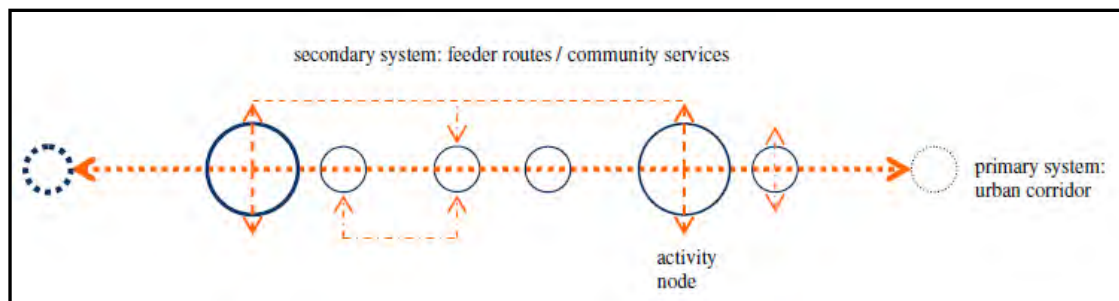 secondary system: feeder routes / community services
primary system:
urban corridor
activity
node